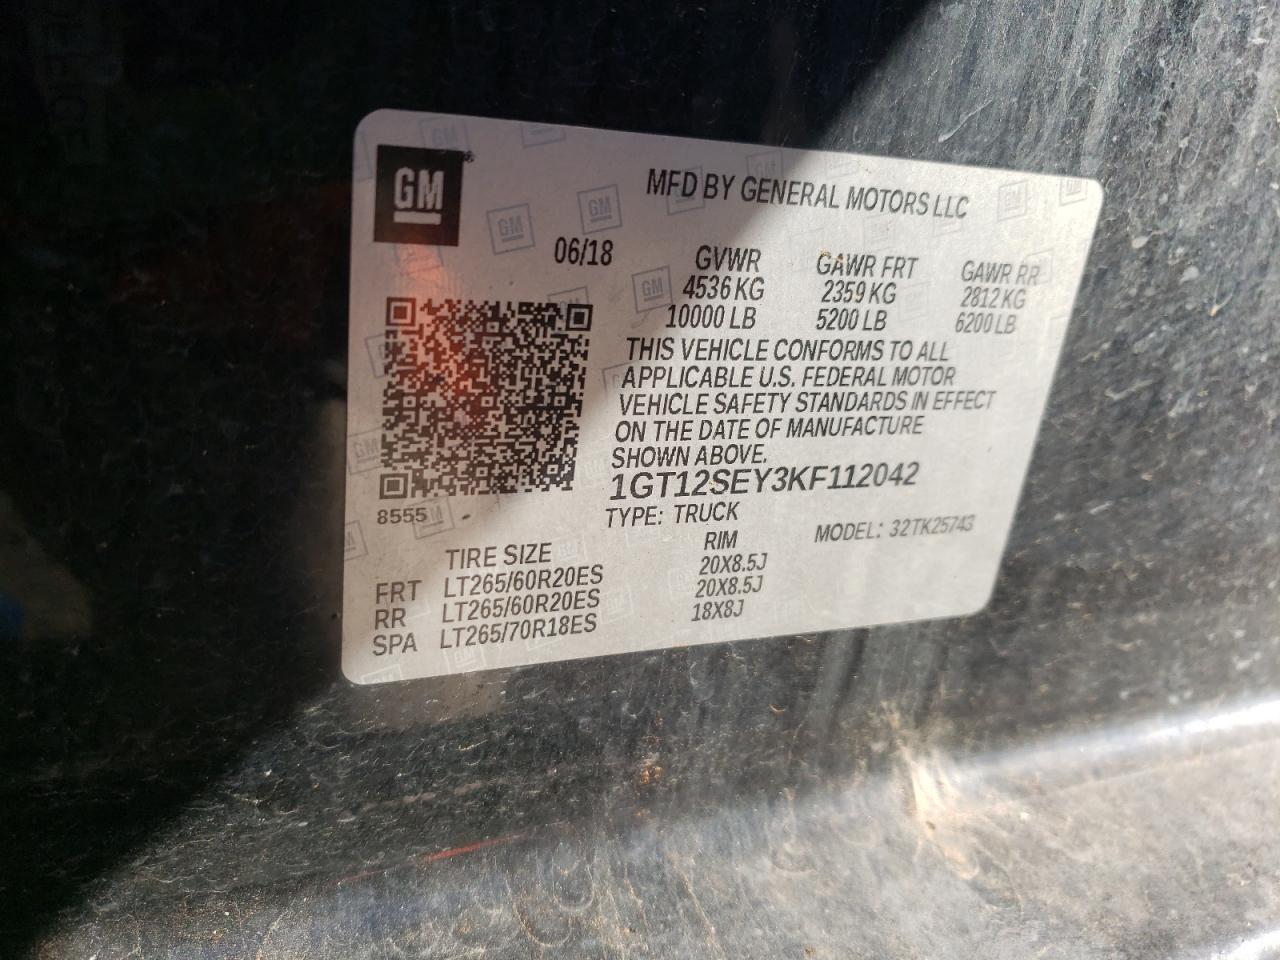 GM
MFD BY GENERAL MOTORS LLC
06/18 GVWR GAWR FRT GAWR RR
4536 KG 2359 KG 2812 KG
10000 LB 5200 LB 6200 LB
THIS VEHICLE CONFORMS TO ALL
APPLICABLE U.S. FEDERAL MOTOR
VEHICLE SAFETY STANDARDS IN EFFECT
ON THE DATE OF MANUFACTURE
SHOWN ABOVE.
1GT12SEY3KF112042
8555
TYPE: TRUCK MODEL: 32TK25743
TIRE SIZE RIM
FRT LT265/60R20ES 20X8.5J
RR LT265/60R20ES 20X8.5J
SPA LT265/70R18ES 18X8J